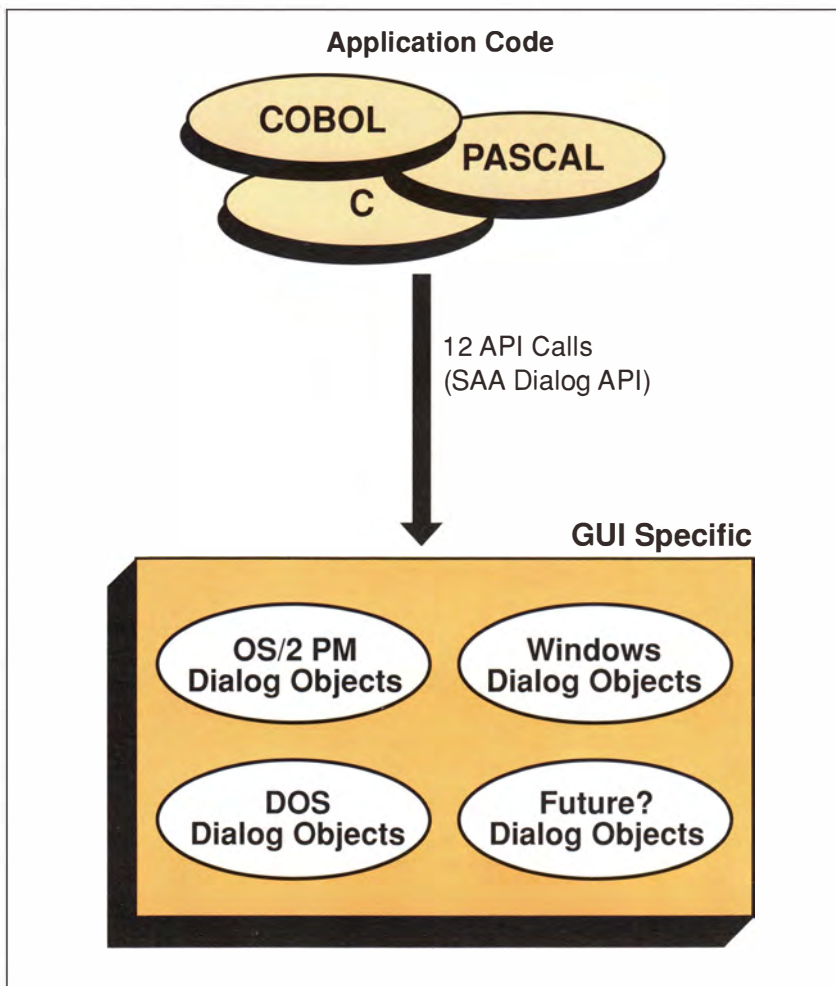 Application Code
COBOL
PASCAL
C
12 API Calls
(SAA Dialog API)
GUI Specific
OS/2 PM
Dialog Objects
Windows
Dialog Objects
DOS
Dialog Objects
Future?
Dialog Objects